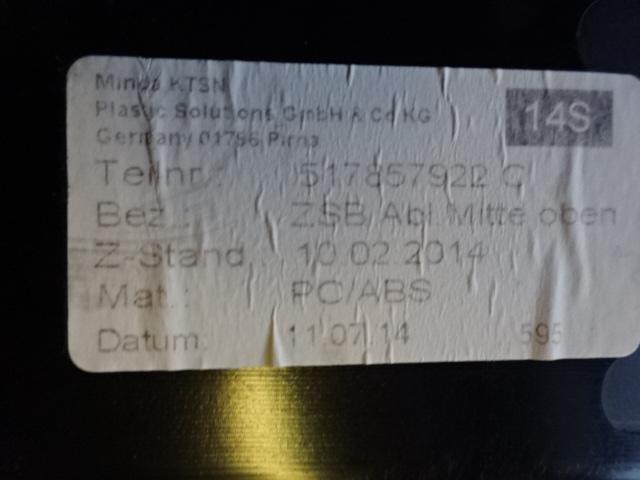 Minda KTSN
Plastic Solutions GmbH & Co KG
14S
Germany 01796 Pirna
Teilnr.: 517857922 C
Bez.: ZSB Abl.Mitte oben
Z-Stand.: 10.02.2014
Mat.: PC/ABS
Datum: 11.07.14 595